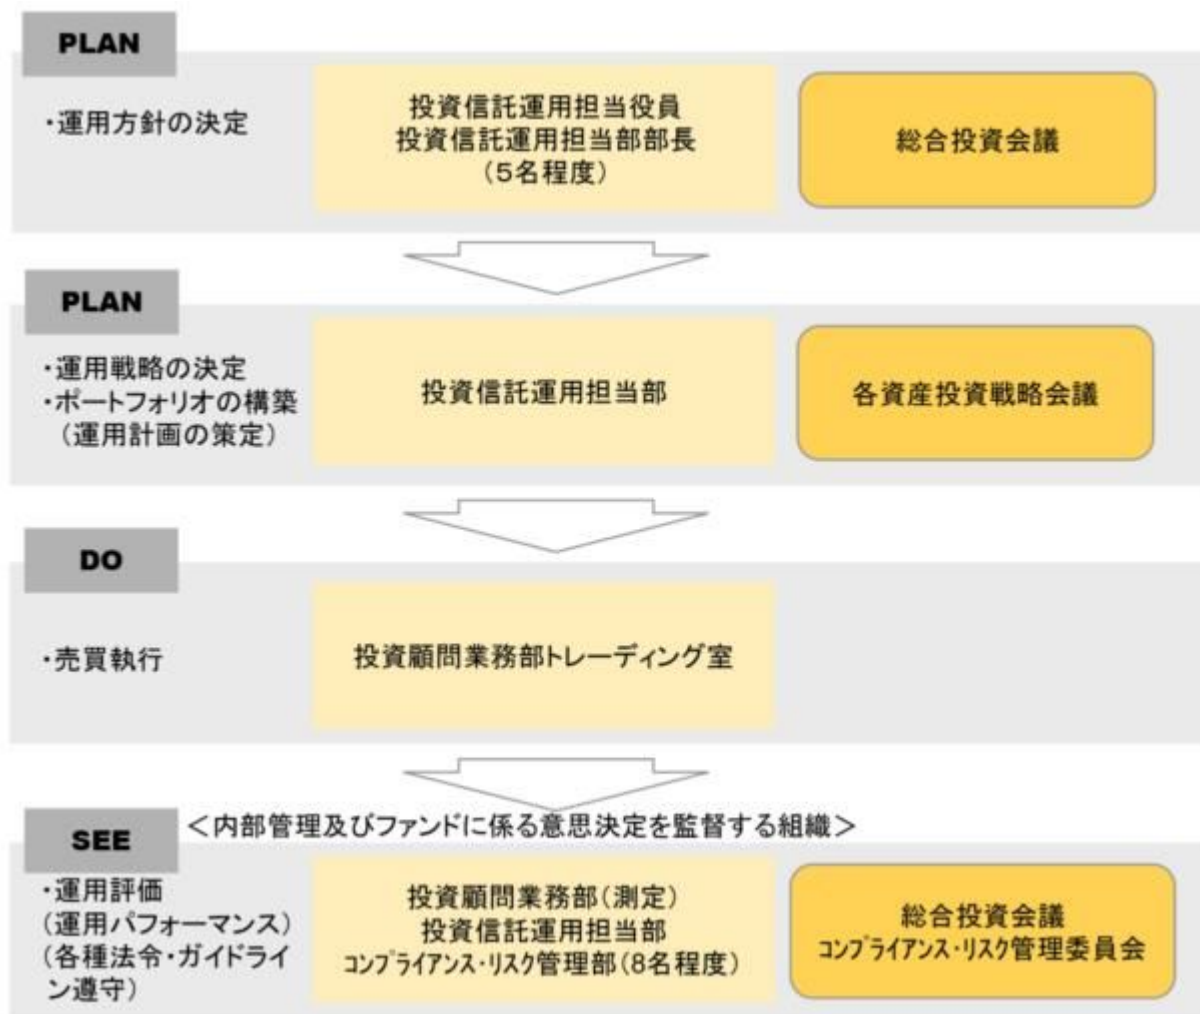 PLAN
・運用方針の決定
投資信託運用担当役員
投資信託運用担当部部長
(5名程度)
総合投資会議
PLAN
・運用戦略の決定
・ポートフォリオの構築
(運用計画の策定)
投資信託運用担当部
各資産投資戦略会議
DO
・売買執行
投資顧問業務部トレーディング室
SEE
＜内部管理及びファンドに係る意思決定を監督する組織＞
・運用評価
(運用パフォーマンス)
(各種法令・ガイドライ
ン遵守)
投資顧問業務部(測定)
投資信託運用担当部
ｺﾝﾌﾟﾗｲｱﾝｽ・ﾘｽｸ管理部(8名程度)
総合投資会議
ｺﾝﾌﾟﾗｲｱﾝｽ・ﾘｽｸ管理委員会